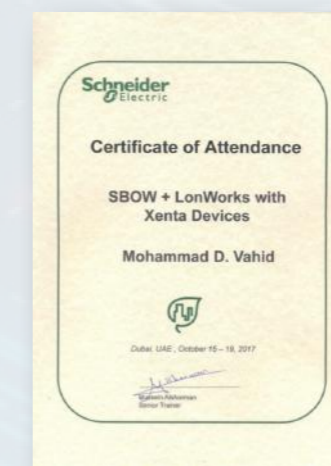 Schneider
Electric
Certificate of Attendance
SBOW + LonWorks with
Xenta Devices
Mohammad D. Vahid
Dubai, UAE , October 15 – 19, 2017
Senior Trainer